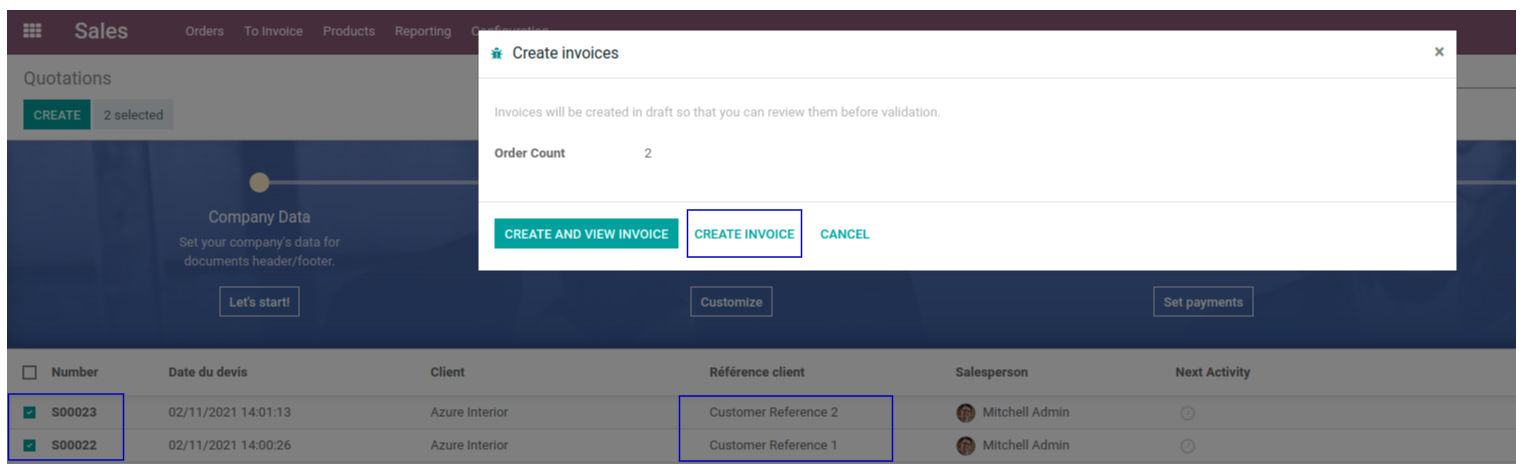 Sales Orders To Invoice Products Reporting Configuration
Create invoices ×
Quotations
CREATE 2 selected
Invoices will be created in draft so that you can review them before validation.
Order Count 2
CREATE AND VIEW INVOICE CREATE INVOICE CANCEL
Company Data
Set your company's data for
documents header/footer.
Let's start! Customize Set payments
Number Date du devis Client Référence client Salesperson Next Activity
S00023 02/11/2021 14:01:13 Azure Interior Customer Reference 2 Mitchell Admin
S00022 02/11/2021 14:00:26 Azure Interior Customer Reference 1 Mitchell Admin